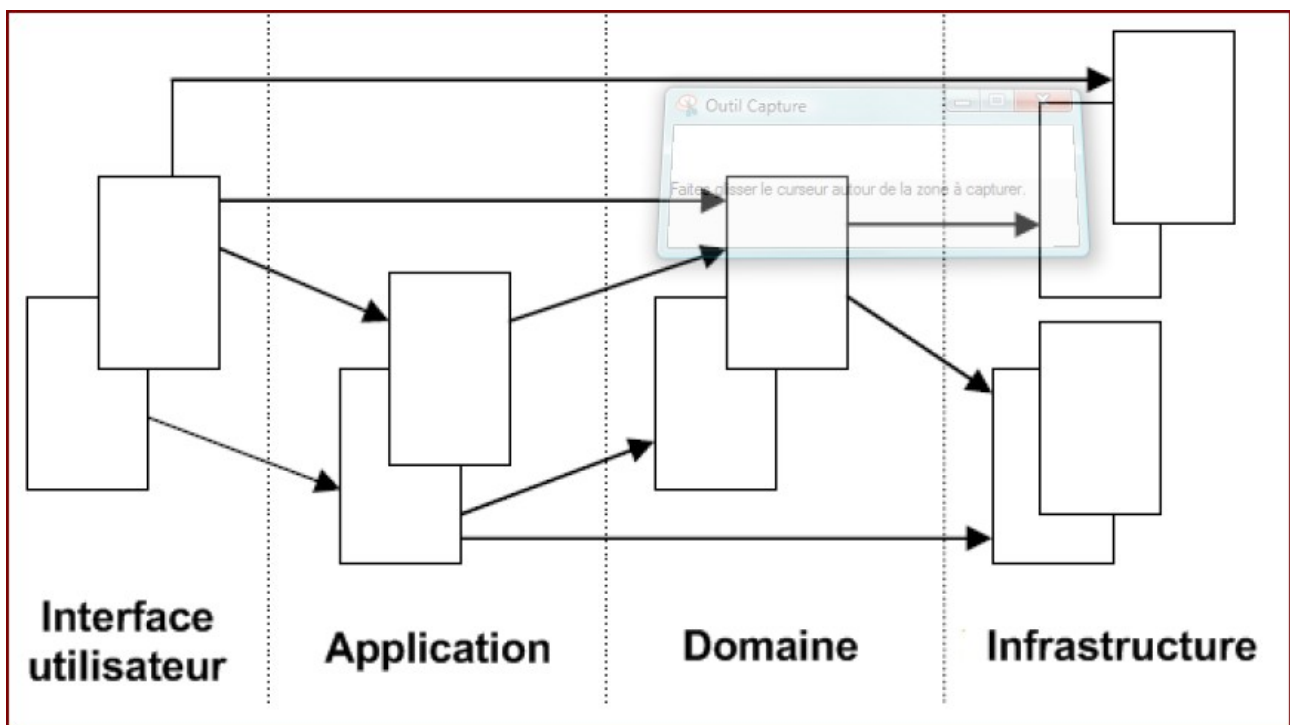 Outil Capture
Faites glisser le curseur autour de la zone à capturer.
Interface
utilisateur
Application
Domaine
Infrastructure